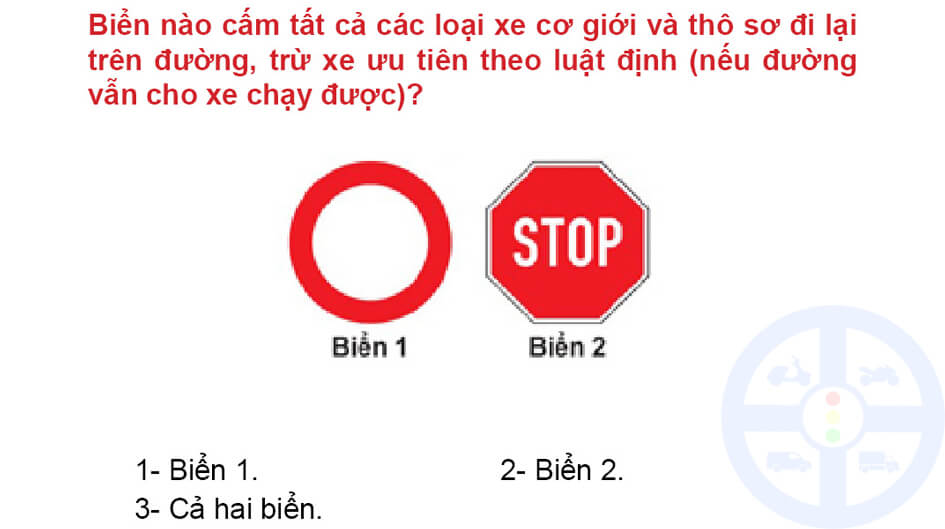 Biển nào cấm tất cả các loại xe cơ giới và thô sơ đi lại
trên đường, trừ xe ưu tiên theo luật định (nếu đường
vẫn cho xe chạy được)?
STOP
Biển 1
Biển 2
1- Biển 1.
2- Biển 2.
3- Cả hai biển.